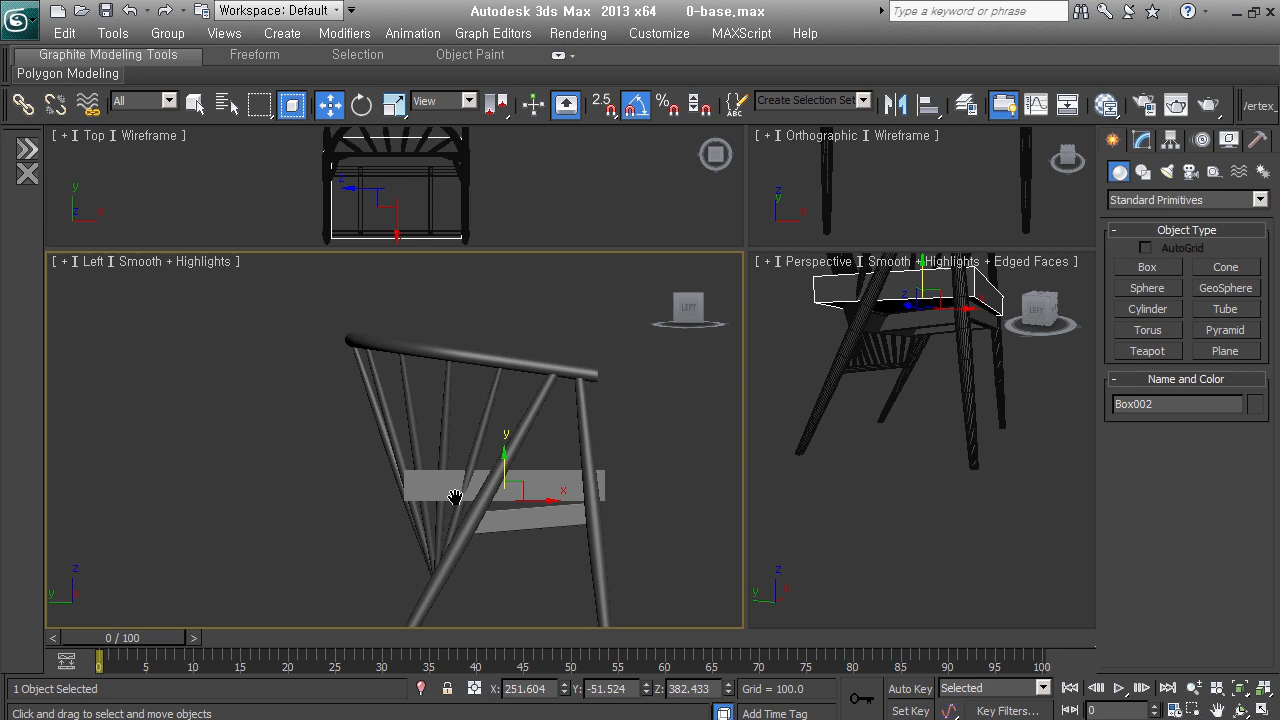 Workspace: Default
Autodesk 3ds Max 2013 x64 0-base.max
Type a keyword or phrase
Edit Tools Group Views Create Modifiers Animation Graph Editors Rendering Customize MAXScript Help
Graphite Modeling Tools Freeform Selection Object Paint
Polygon Modeling
All View 2.5 ABC Create Selection Set vertex
[ + ] Top ] Wireframe ]
[ + ] Orthographic ] Wireframe ]
[ + ] Left ] Smooth + Highlights ]
[ + ] Perspective ] Smooth + Highlights + Edged Faces ]
LEFT
LEFT
Standard Primitives
- Object Type
AutoGrid
Box Cone
Sphere GeoSphere
Cylinder Tube
Torus Pyramid
Teapot Plane
- Name and Color
Box002
< 0 / 100 >
0 5 10 15 20 25 30 35 40 45 50 55 60 65 70 75 80 85 90 95 100
1 Object Selected X: 251.604 Y: -51.524 Z: 382.433 Grid = 100.0 Auto Key Selected
Click and drag to select and move objects Add Time Tag Set Key Key Filters... 0